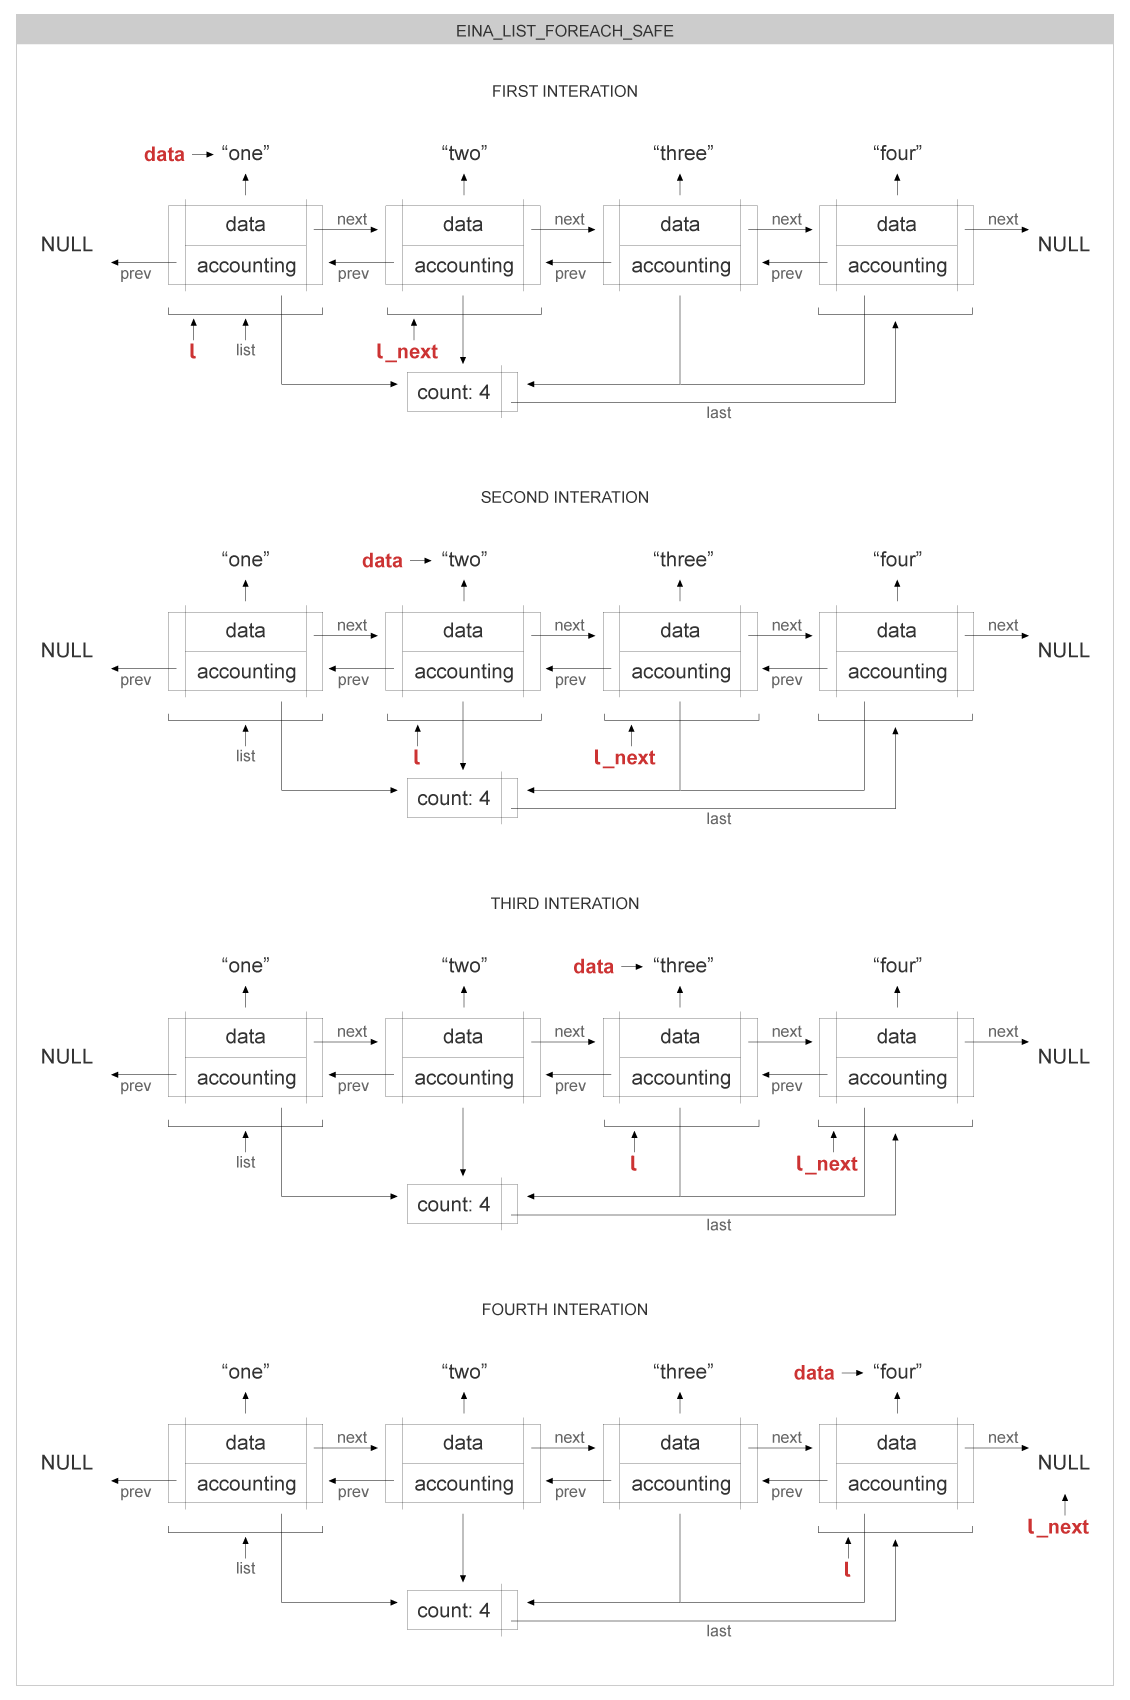 EINA_LIST_FOREACH_SAFE
FIRST INTERATION
data “one” “two” “three” “four”
data next data next data next data next
NULL NULL
prev accounting prev accounting prev accounting prev accounting
l list l_next
count: 4
last
SECOND INTERATION
“one” data “two” “three” “four”
data next data next data next data next
NULL NULL
prev accounting prev accounting prev accounting prev accounting
list l l_next
count: 4
last
THIRD INTERATION
“one” “two” data “three” “four”
data next data next data next data next
NULL NULL
prev accounting prev accounting prev accounting prev accounting
list l l_next
count: 4
last
FOURTH INTERATION
“one” “two” “three” data “four”
data next data next data next data next
NULL NULL
prev accounting prev accounting prev accounting prev accounting
l_next
list l
count: 4
last